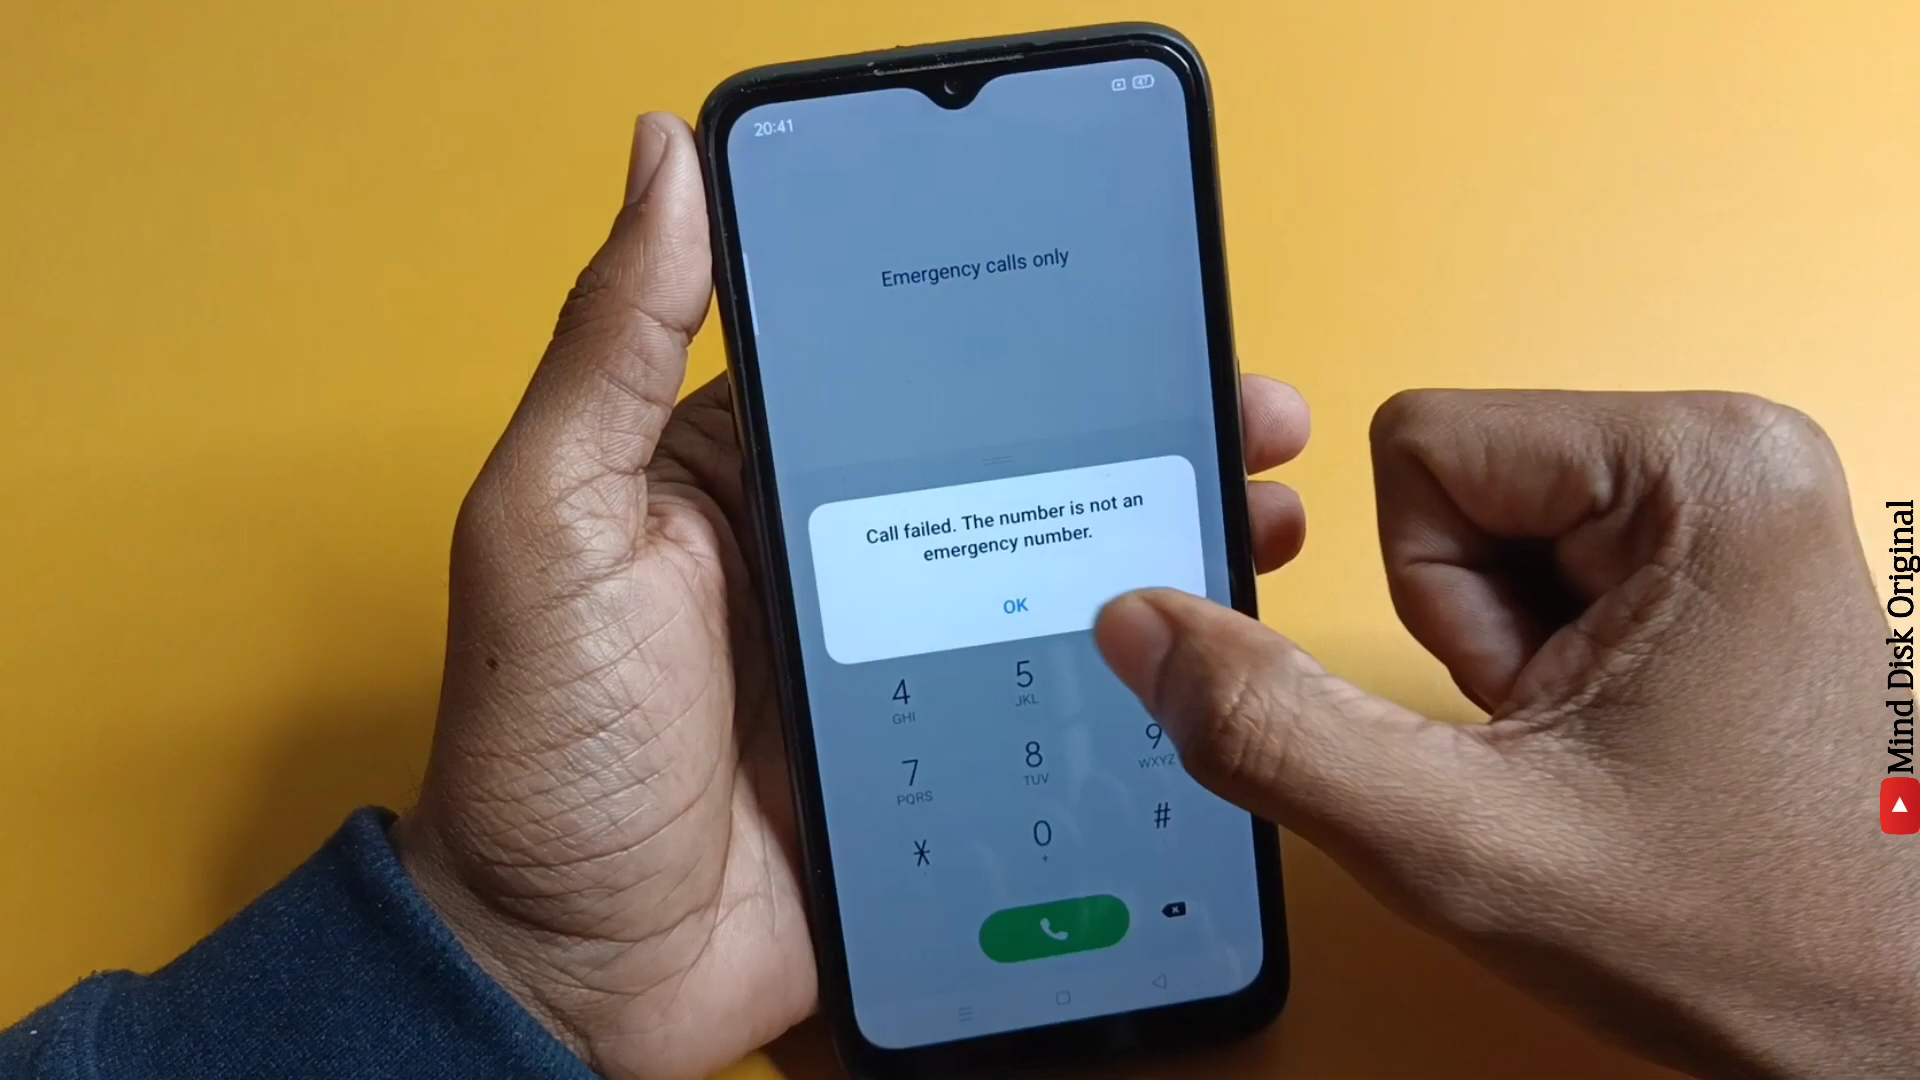 20:41
47
Emergency calls only
Call failed. The number is not an
emergency number.
OK
4
GHI
5
JKL
7
PQRS
8
TUV
9
WXYZ
*
0
+
#
Mind Disk Original